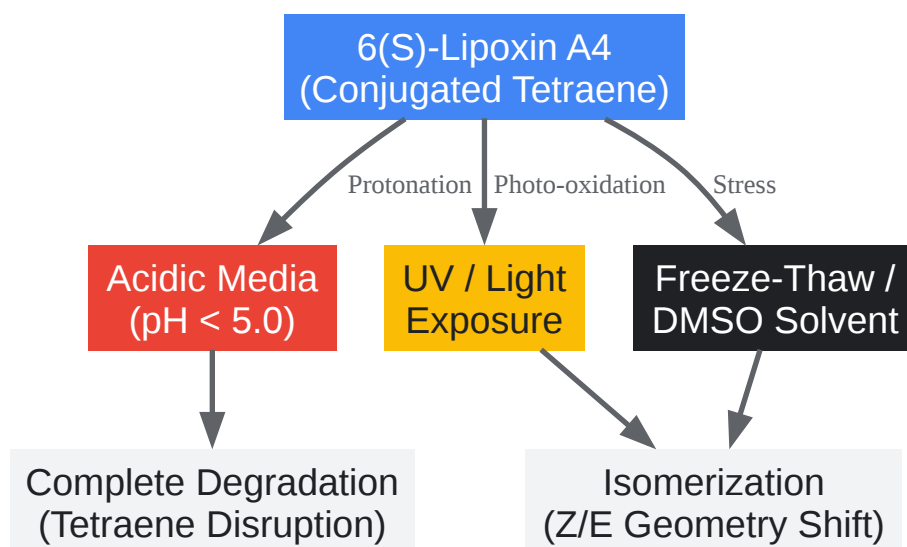 6(S)-Lipoxin A4
(Conjugated Tetraene)
Protonation
Photo-oxidation
Stress
Acidic Media
(pH < 5.0)
UV / Light
Exposure
Freeze-Thaw /
DMSO Solvent
Complete Degradation
(Tetraene Disruption)
Isomerization
(Z/E Geometry Shift)